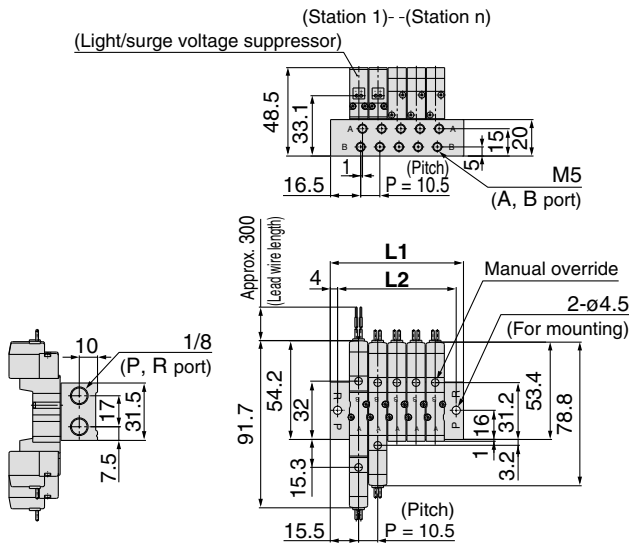 (Station 1)- -(Station n)
(Light/surge voltage suppressor)
48.5
33.1
A
A
B
B
1
16.5
(Pitch)
P = 10.5
5
15
20
M5
(A, B port)
Approx. 300
(Lead wire length)
L1
4
L2
Manual override
2-ø4.5
(For mounting)
10
1/8
(P, R port)
17
31.5
7.5
91.7
54.2
32
15.3
R
P
R
P
B B E E E
A A A A A
16
1
31.2
3.2
53.4
78.8
15.5
(Pitch)
P = 10.5